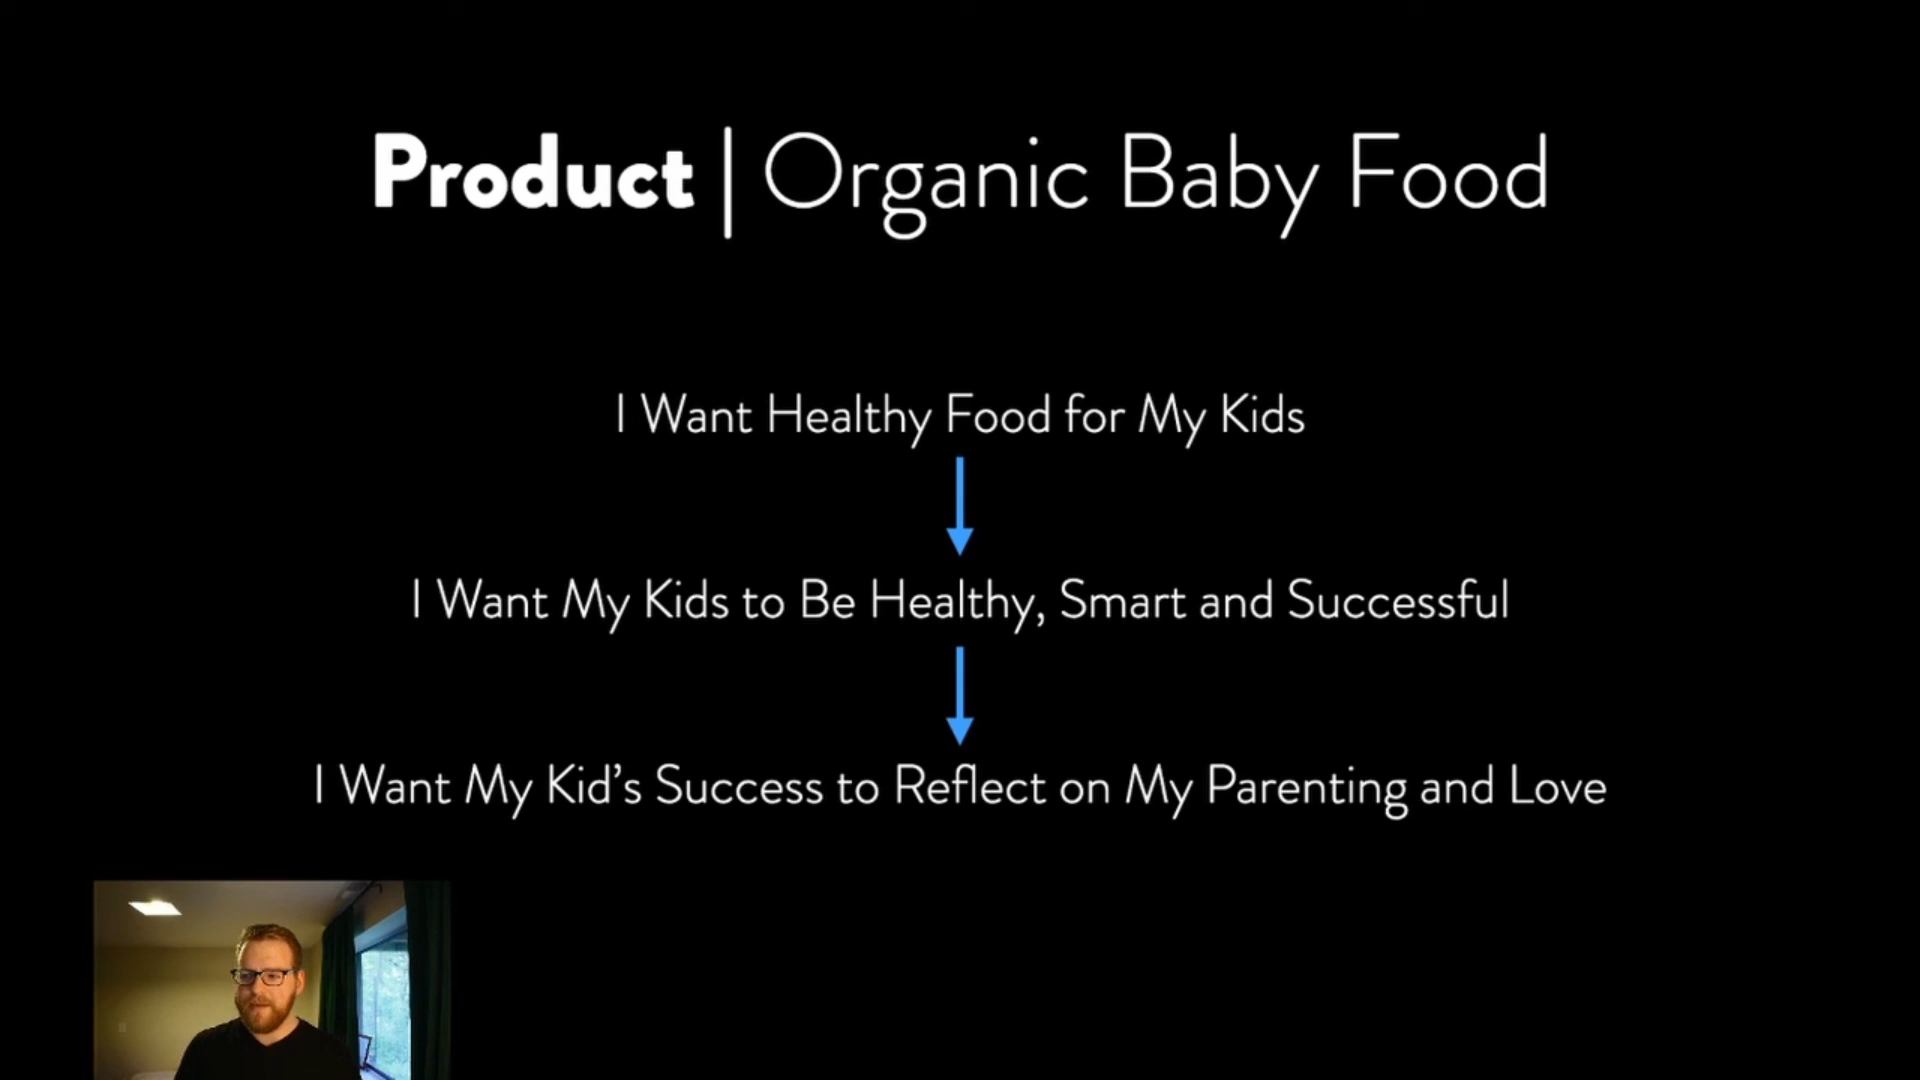 Product | Organic Baby Food
I Want Healthy Food for My Kids
I Want My Kids to Be Healthy, Smart and Successful
I Want My Kid’s Success to Reflect on My Parenting and Love